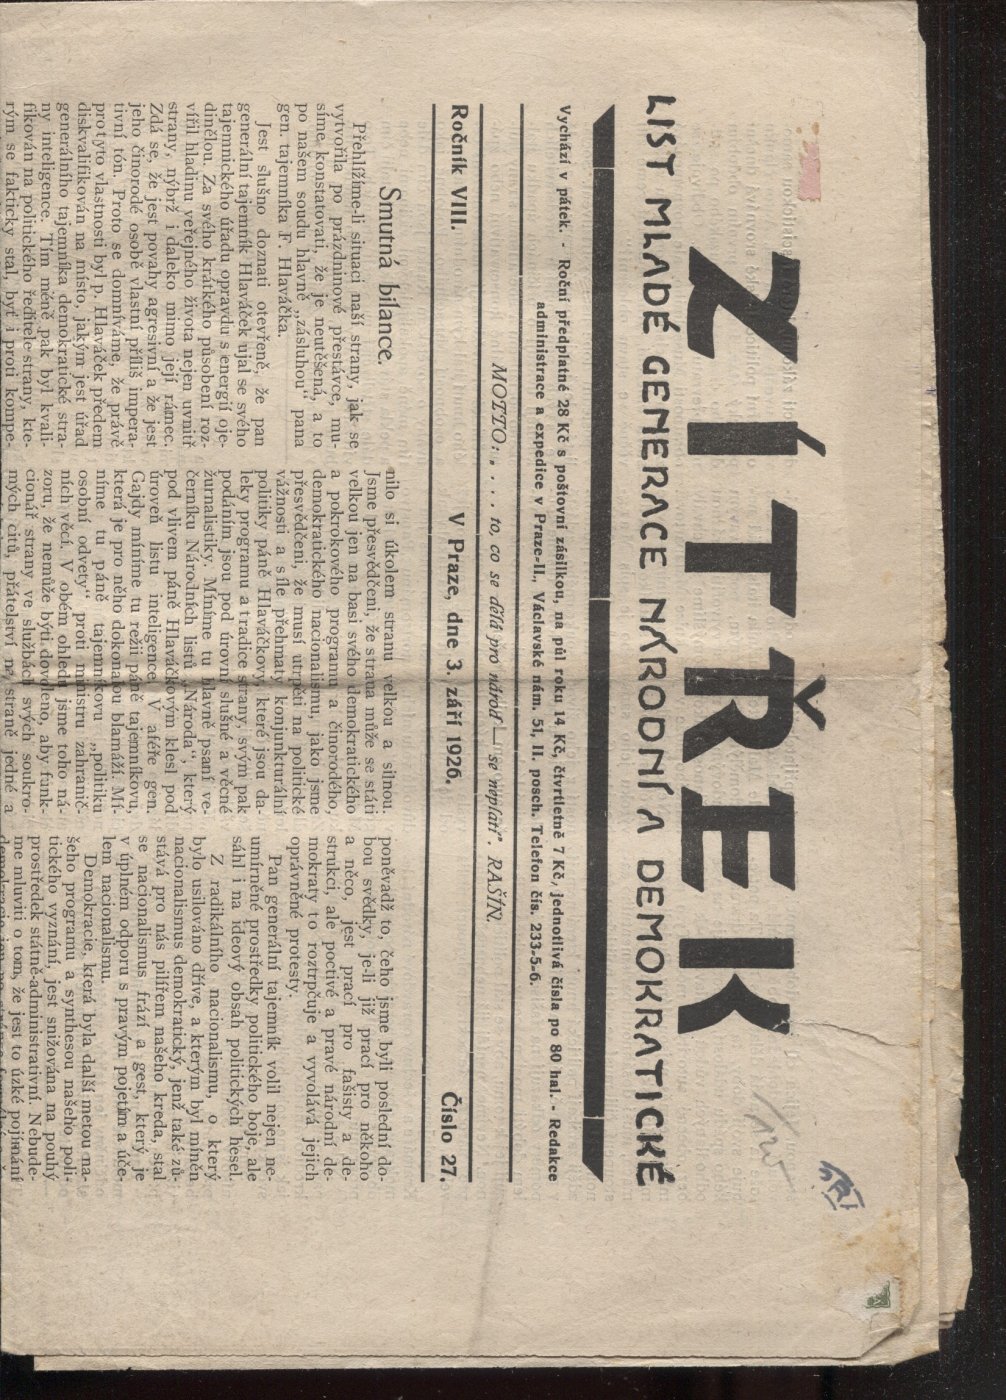 ZÍTŘEK
LIST MLADÉ GENERACE NÁRODNÍ A DEMOKRATICKÉ
Vychází v pátek. - Roční předplatné 28 Kč s poštovní zásilkou, na půl roku 14 Kč, čtvrtletně 7 Kč, jednotlivá čísla po 80 hal. - Redakce
administrace a expedice v Praze-II., Václavské nám. 51, II. posch. Telefon čís. 233-5-6.
MOTTO: „ . . . to, co se dělá pro národ — se neplatí“. RAŠÍN.
Ročník VIII. V Praze, dne 3. září 1926. Číslo 27.
Smutná bilance.
Přehlížíme-li situaci naší strany, jak se
vytvořila po prázdninové přestávce, mu-
síme konstatovati, že je neutěšená, a to
po našem soudu hlavně „zásluhou“ pana
gen. tajemníka F. Hlaváčka.
Jest slušno doznati otevřeně, že pan
generální tajemník Hlaváček ujal se svého
tajemnického úřadu opravdu s energií oje-
dinělou. Za svého krátkého působení roz-
vířil hladinu veřejného života nejen uvnitř
strany, nýbrž i daleko mimo její rámec.
Zdá se, že jest povahy agresivní a že jest
jeho činorodé osobě vlastní příliš impera-
tivní tón. Proto se domníváme, že právě
pro tyto vlastnosti byl p. Hlaváček předem
diskvalifikován na místo, jakým jest úřad
generálního tajemníka demokratické stra-
ny inteligence. Tím méně pak byl kvali-
fikován na politického ředitele strany, kte-
rým se fakticky stal, byť i proti kompe-
nilo si úkolem stranu velkou a silnou.
Jsme přesvědčeni, že strana může se státi
velkou jen na basi svého demokratického
a pokrokového programu a činorodého,
demokratického nacionalismu, jako jsme
přesvědčeni, že musí utrpěti na politické
vážnosti a síle přehmaty konjunkturální
politiky páně Hlaváčkovy, které jsou da-
leky programu a tradice strany, svým pak
podáním jsou pod úrovní slušné a věcné
žurnalistiky. Míníme tu hlavně psaní ve-
černíku Národních listů „Národa“, který
pod vlivem páně Hlaváčkovým klesl pod
úroveň listu inteligence. V aféře gen.
Gajdy míníme tu režii páně tajemníkovu,
která je pro něho dokonalou blamáží. Mí-
níme tu páně tajemníkovu „politiku
osobní odvety“ proti ministru zahranič-
ních věcí. V obém ohledu jsme toho ná-
zoru, že nemůže býti dovoleno, aby funk-
cionář strany ve službách svých soukro-
mých citů, přátelství na straně jedné a
poněvadž to, čeho jsme byli poslední do-
bou svědky, je-li již prací pro někoho
a něco, jest prací pro fašisty a de-
strukci, ale poctivé a pravé národní de-
mokraty to roztrpčuje a vyvolává jejich
oprávněné protesty.
Pan generální tajemník volil nejen ne-
umírněné prostředky politického boje, ale
sáhl i na ideový obsah politických hesel.
Z radikálního nacionalismu, o který
bylo usilováno dříve, a kterým byl míněn
nacionalismus demokratický, jenž také zů-
stává pro nás pilířem našeho kreda, stal
se nacionalismus frází a gest, který je
v úplném odporu s pravým pojetím a úče-
lem nacionalismu.
Demokracie, která byla další metou na-
šeho programu a synthesou našeho poli-
tického vyznání, jest snižována na pouhý
prostředek státně-administrativní. Nebude-
me mluviti o tom, že jest to úzké pojímání